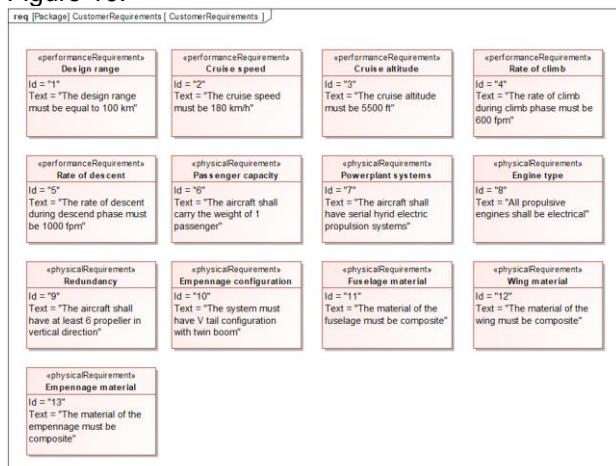 Figure
req [Package] CustomerRequirements [ CustomerRequirements ]
«performanceRequirement»
Design range
Id = "1"
Text = "The design range
must be equal to 100 km"
«performanceRequirement»
Cruise speed
Id = "2"
Text = "The cruise speed
must be 180 km/h"
«performanceRequirement»
Cruise altitude
Id = "3"
Text = "The cruise altitude
must be 5500 ft"
«performanceRequirement»
Rate of climb
Id = "4"
Text = "The rate of climb
during climb phase must be
600 fpm"
«performanceRequirement»
Rate of descent
Id = "5"
Text = "The rate of descent
during descend phase must
be 1000 fpm"
«physicalRequirement»
Passenger capacity
Id = "6"
Text = "The aircraft shall
carry the weight of 1
passenger"
«physicalRequirement»
Powerplant systems
Id = "7"
Text = "The aircraft shall
have serial hyrid electric
propulsion systems"
«physicalRequirement»
Engine type
Id = "8"
Text = "All propulsive
engines shall be electrical"
«physicalRequirement»
Redundancy
Id = "9"
Text = "The aircraft shall
have at least 6 propeller in
vertical direction"
«physicalRequirement»
Empennage configuration
Id = "10"
Text = "The system must
have V tail configuration
with twin boom"
«physicalRequirement»
Fuselage material
Id = "11"
Text = "The material of the
fuselage must be composite"
«physicalRequirement»
Wing material
Id = "12"
Text = "The material of the
wing must be composite"
«physicalRequirement»
Empennage material
Id = "13"
Text = "The material of the
empennage must be
composite"